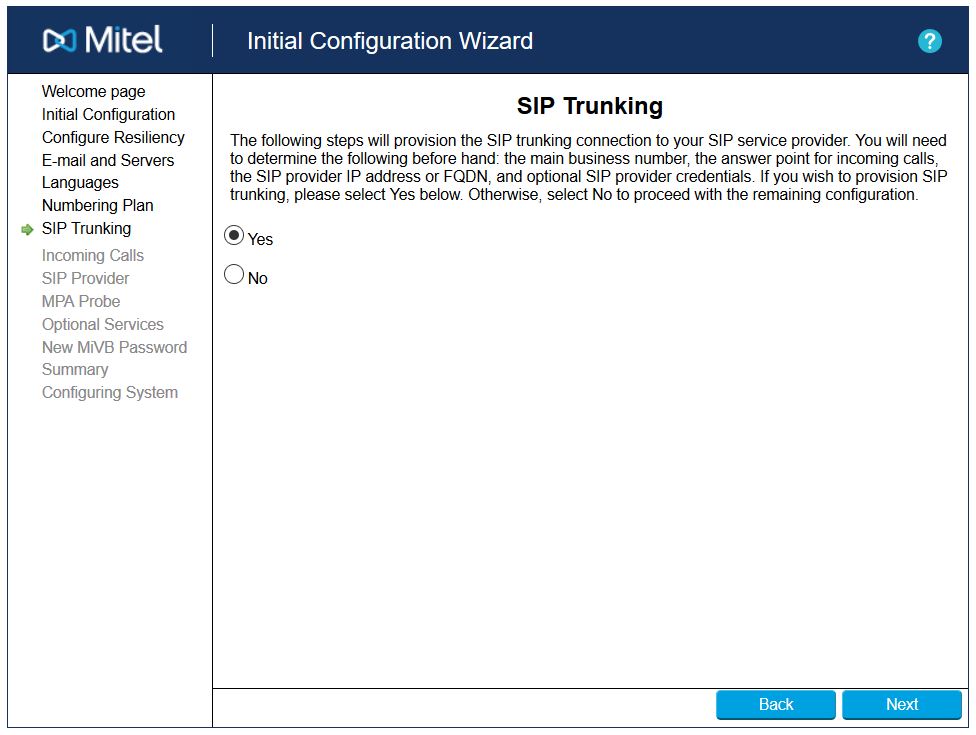 Mitel
Initial Configuration Wizard
?
Welcome page
Initial Configuration
Configure Resiliency
E-mail and Servers
Languages
Numbering Plan
SIP Trunking
Incoming Calls
SIP Provider
MPA Probe
Optional Services
New MiVB Password
Summary
Configuring System
SIP Trunking
The following steps will provision the SIP trunking connection to your SIP service provider. You will need
to determine the following before hand: the main business number, the answer point for incoming calls,
the SIP provider IP address or FQDN, and optional SIP provider credentials. If you wish to provision SIP
trunking, please select Yes below. Otherwise, select No to proceed with the remaining configuration.
Yes
No
Back
Next